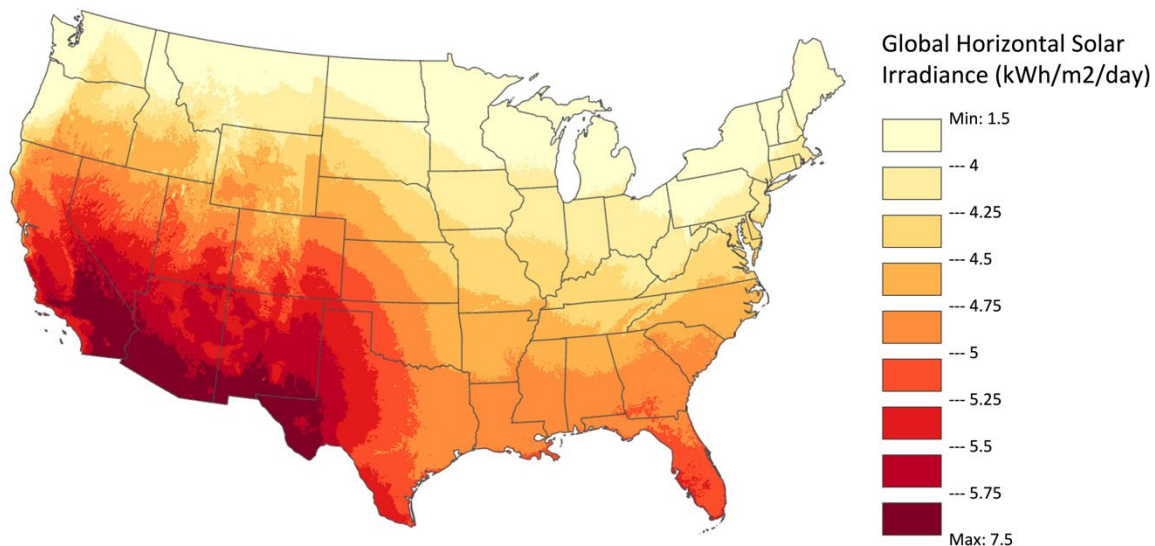 Global Horizontal Solar
Irradiance (kWh/m2/day)
Min: 1.5
--- 4
--- 4.25
--- 4.5
--- 4.75
--- 5
--- 5.25
--- 5.5
--- 5.75
Max: 7.5